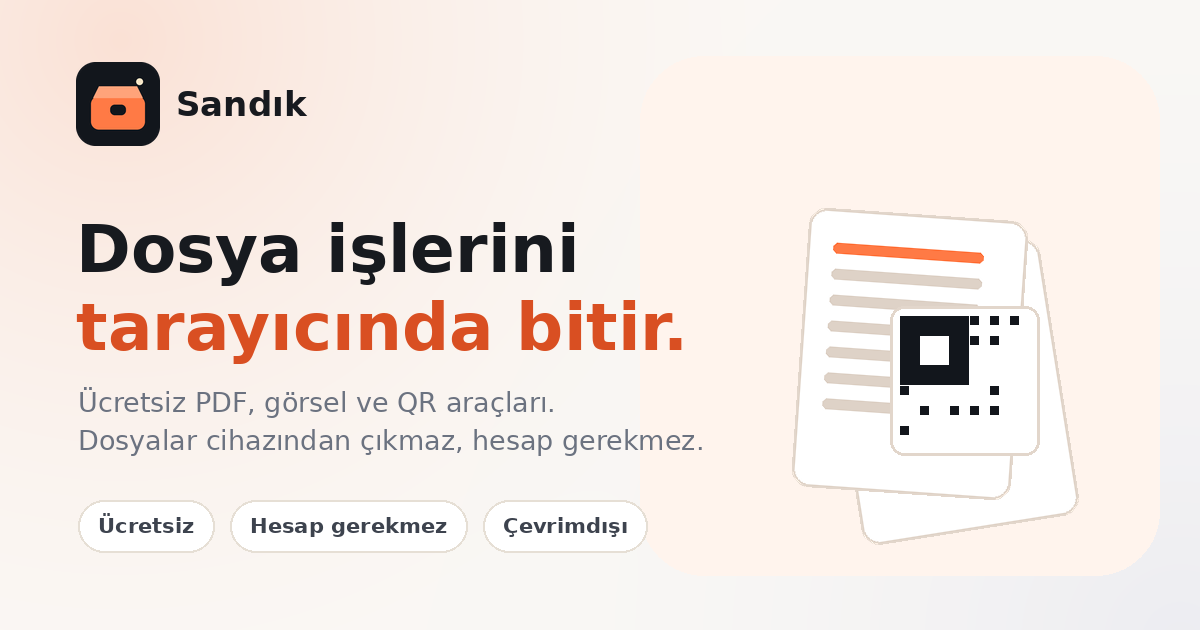 Sandık
Dosya işlerini
tarayıcında bitir.
Ücretsiz PDF, görsel ve QR araçları.
Dosyalar cihazından çıkmaz, hesap gerekmez.
Ücretsiz
Hesap gerekmez
Çevrimdışı